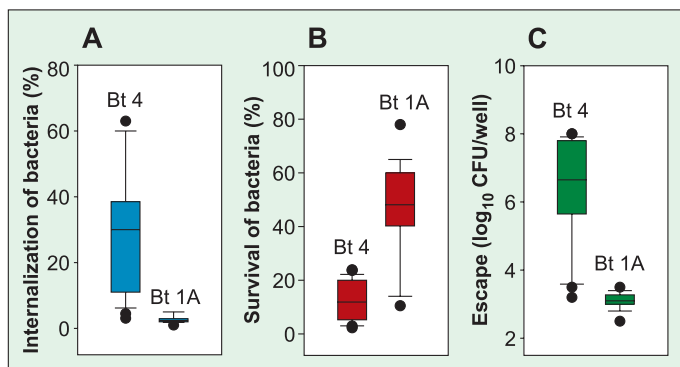 A
Internalization of bacteria (%)
80
60
40
20
0
Bt 4
Bt 1A
B
Survival of bacteria (%)
100
80
60
40
20
0
Bt 4
Bt 1A
C
Escape (log10 CFU/well)
10
8
6
4
2
Bt 4
Bt 1A